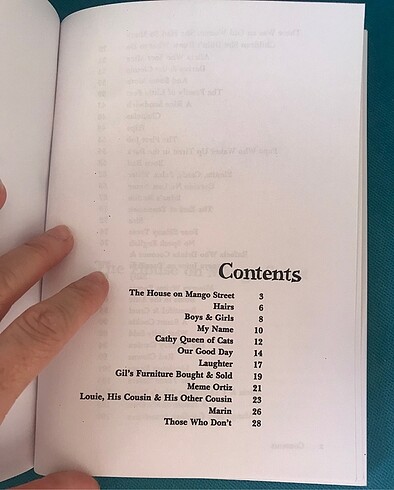 Contents
The House on Mango Street 3
Hairs 6
Boys & Girls 8
My Name 10
Cathy Queen of Cats 12
Our Good Day 14
Laughter 17
Gil's Furniture Bought & Sold 19
Meme Ortiz 21
Louie, His Cousin & His Other Cousin 23
Marin 26
Those Who Don't 28